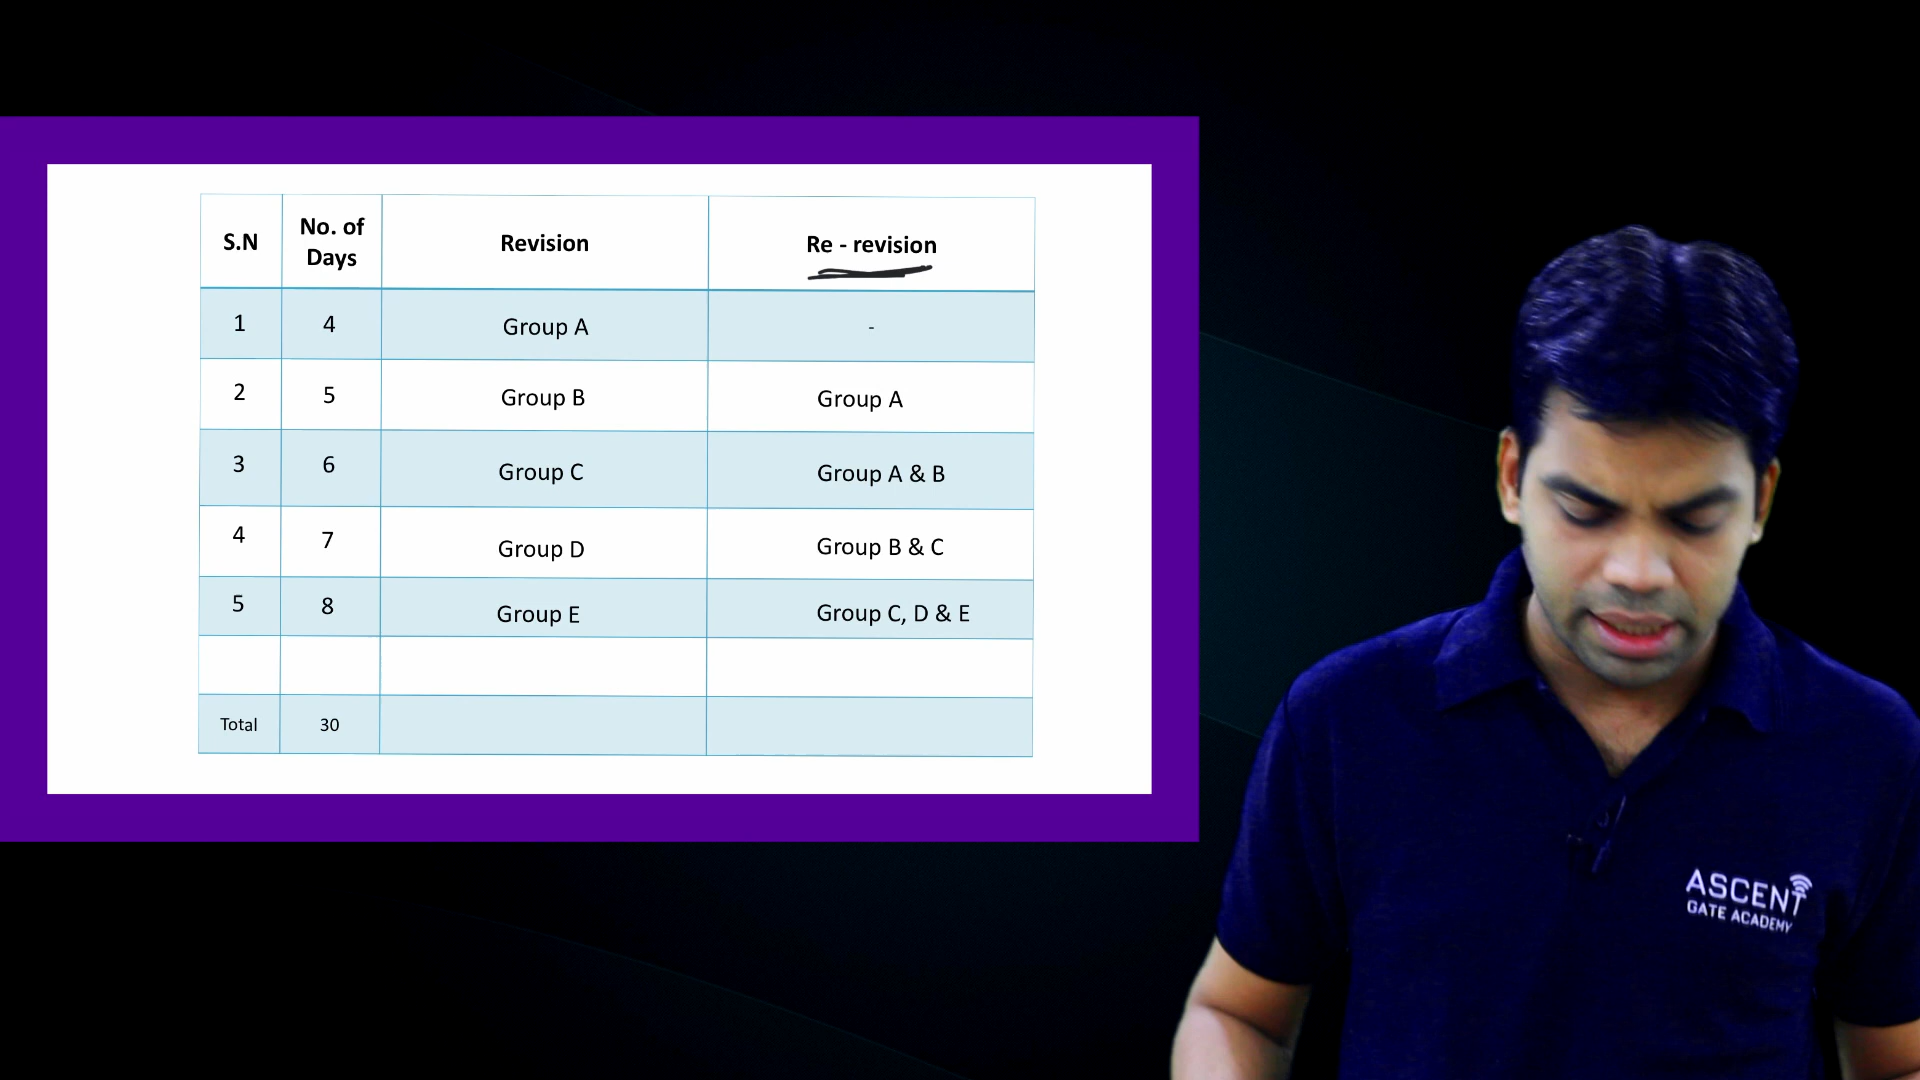 S.N No. of Days Revision Re - revision
1 4 Group A -
2 5 Group B Group A
3 6 Group C Group A & B
4 7 Group D Group B & C
5 8 Group E Group C, D & E
Total 30
ASCENT
GATE ACADEMY